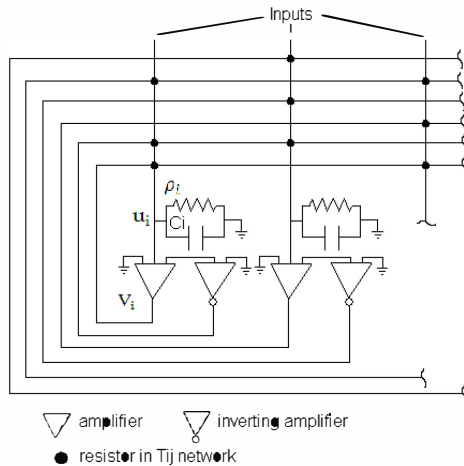 Inputs
ρi
ui
Ci
Vi
amplifier
inverting amplifier
resistor in Tij network